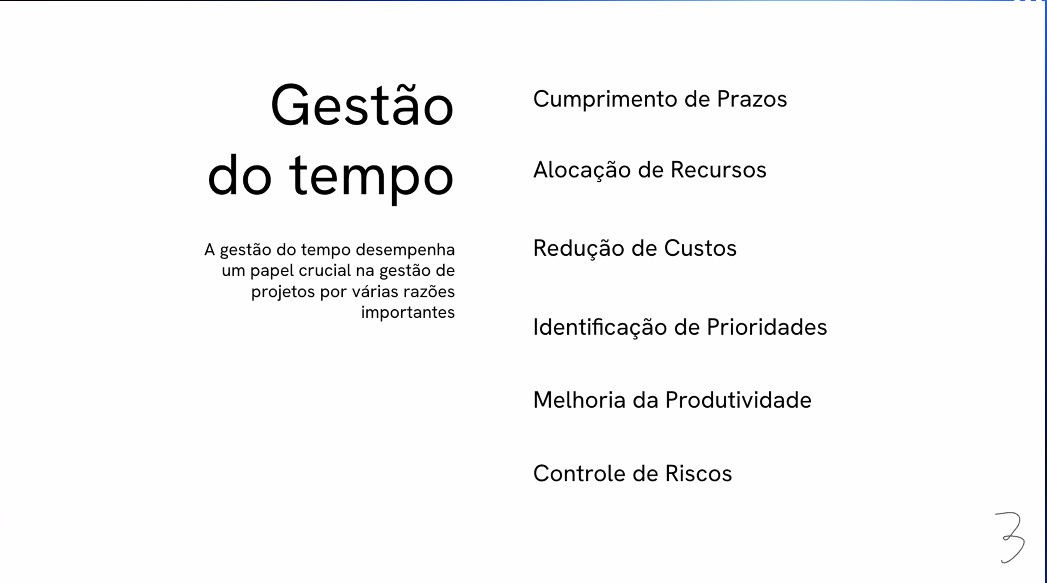 Gestão
do tempo
A gestão do tempo desempenha
um papel crucial na gestão de
projetos por várias razões
importantes
Cumprimento de Prazos
Alocação de Recursos
Redução de Custos
Identificação de Prioridades
Melhoria da Produtividade
Controle de Riscos
3